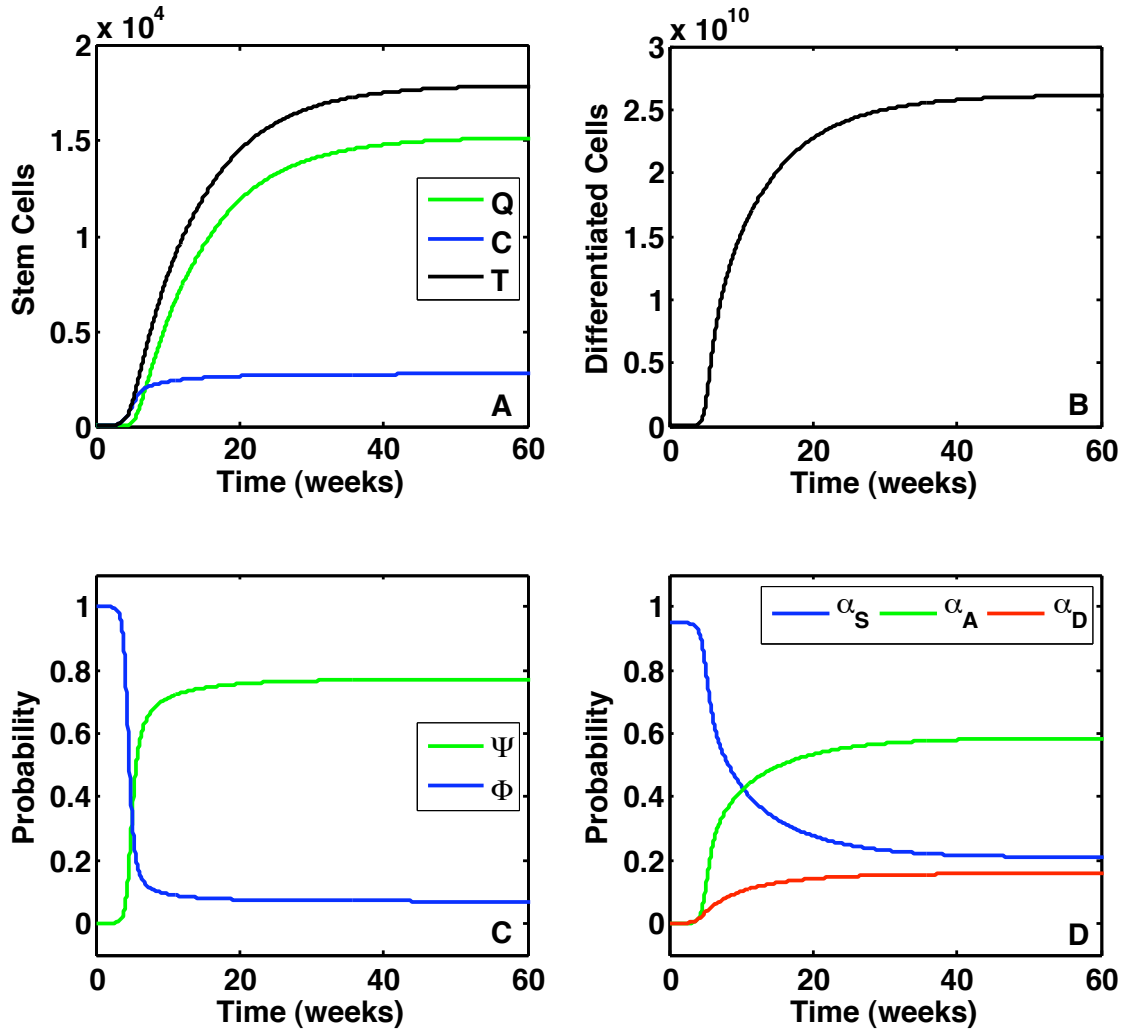 x 10^4
2
1.5
1
0.5
0
0 20 40 60
Stem Cells
Time (weeks)
Q
C
T
A
x 10^10
3
2.5
2
1.5
1
0.5
0
0 20 40 60
Differentiated Cells
Time (weeks)
B
1
0.8
0.6
0.4
0.2
0
0 20 40 60
Probability
Time (weeks)
Ψ
Φ
C
1
0.8
0.6
0.4
0.2
0
0 20 40 60
Probability
Time (weeks)
α_S α_A α_D
D